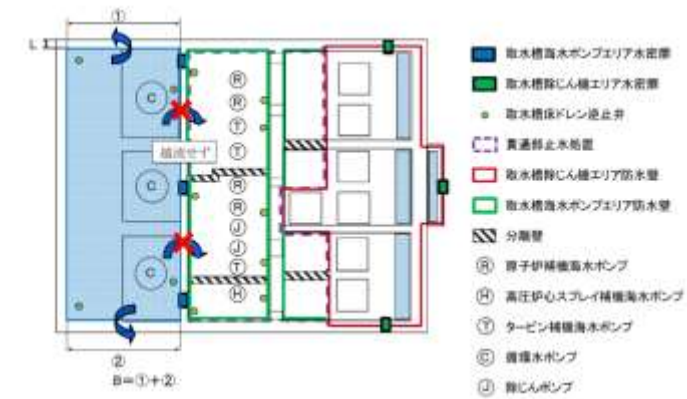 ①
L
Ⓒ
Ⓒ
Ⓒ
越流せず
Ⓡ
Ⓡ
Ⓣ
Ⓣ
Ⓡ
Ⓡ
Ⓙ
Ⓙ
Ⓣ
Ⓗ
②
B=①+②
取水槽海水ポンプエリア水密扉
取水槽除じん機エリア水密扉
取水槽床ドレン逆止弁
貫通部止水処置
取水槽除じん機エリア防水壁
取水槽海水ポンプエリア防水壁
分離壁
Ⓡ 原子炉補機海水ポンプ
Ⓗ 高圧炉心スプレイ補機海水ポンプ
Ⓣ タービン補機海水ポンプ
Ⓒ 循環水ポンプ
Ⓙ 除じんポンプ